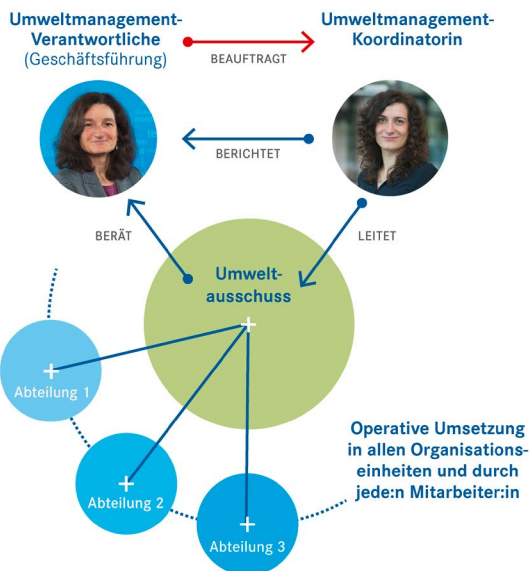 Umweltmanagement-
Verantwortliche
(Geschäftsführung)
BEAUFTRAGT
Umweltmanagement-
Koordinatorin
BERICHTET
BERÄT
LEITET
Umwelt-
ausschuss
Abteilung 1
Abteilung 2
Abteilung 3
Operative Umsetzung
in allen Organisations-
einheiten und durch
jede:n Mitarbeiter:in